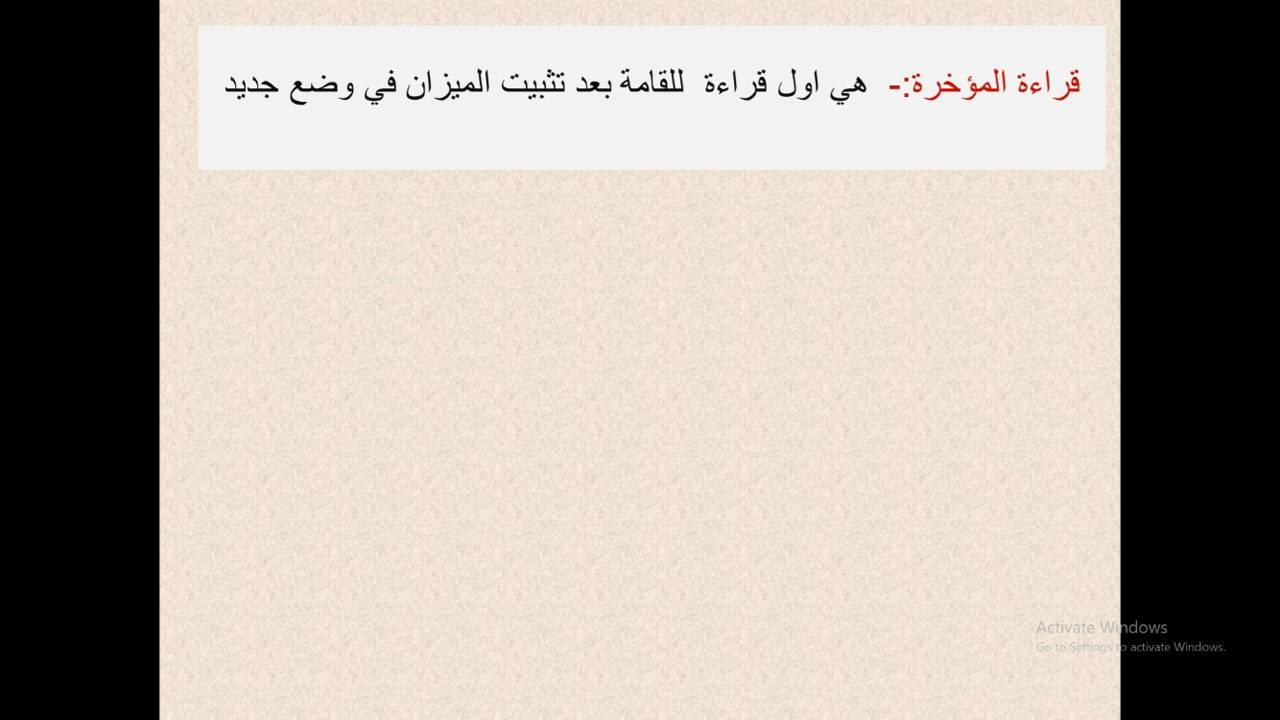 قراءة المؤخرة:- هي اول قراءة للقامة بعد تثبيت الميزان في وضع جديد
Activate Windows
Go to Settings to activate Windows.